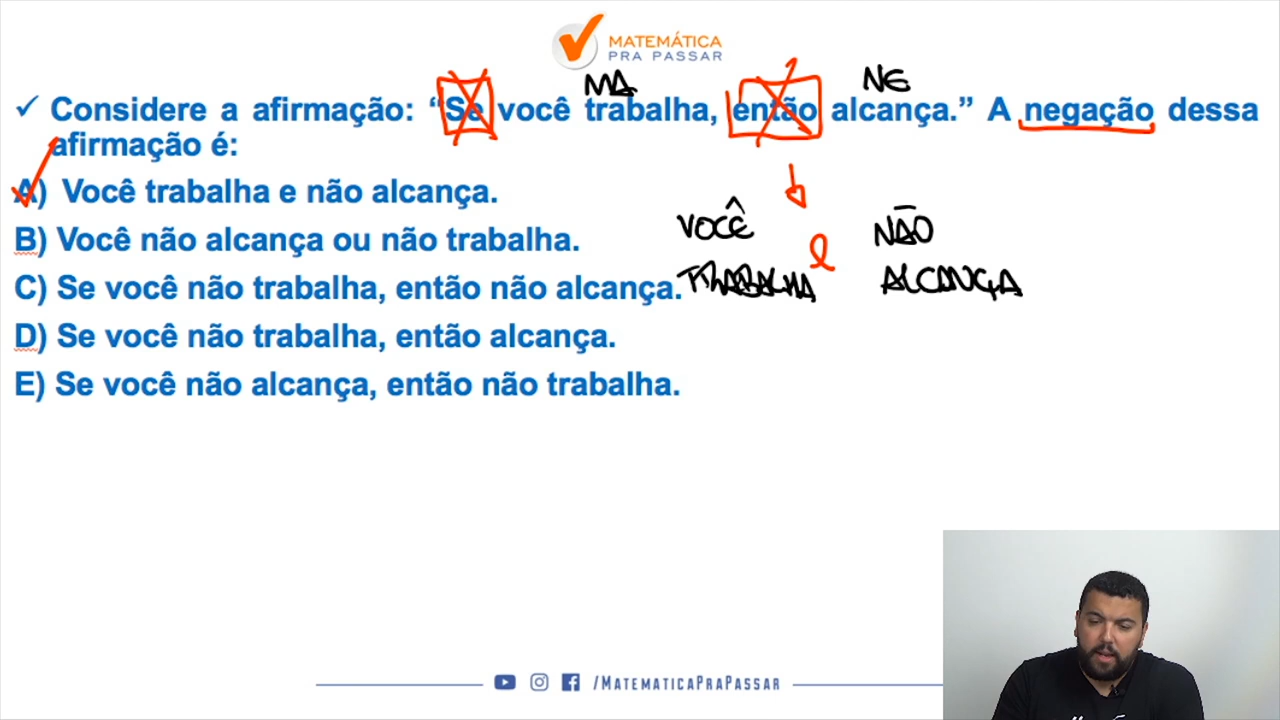 MATEMÁTICA
PRA PASSAR
MA
NE
✓ Considere a afirmação: “Se você trabalha, então alcança.” A negação dessa
afirmação é:
A) Você trabalha e não alcança.
B) Você não alcança ou não trabalha.
C) Se você não trabalha, então não alcança.
D) Se você não trabalha, então alcança.
E) Se você não alcança, então não trabalha.
VOCÊ
TRABALHA
e
NÃO
ALCANÇA
/MATEMATICAPRAPASSAR